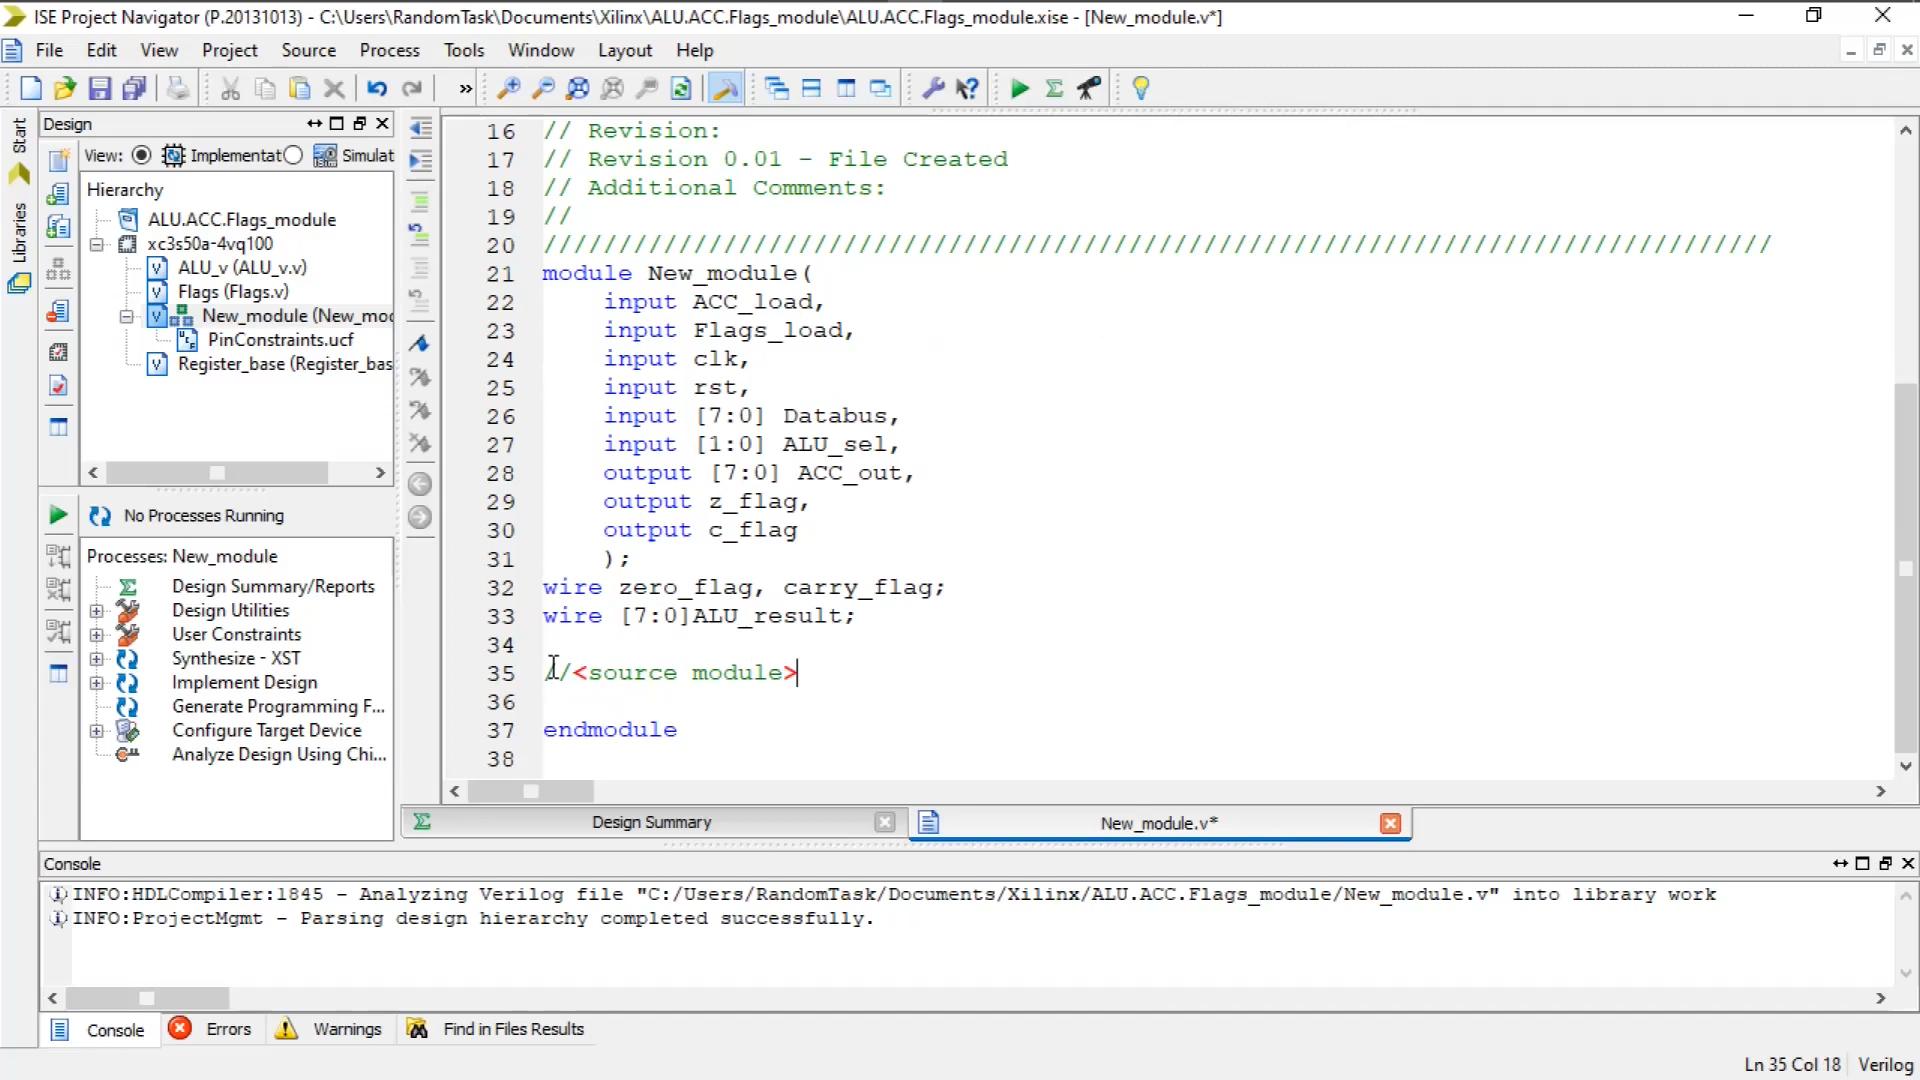 ISE Project Navigator (P.20131013) - C:\Users\RandomTask\Documents\Xilinx\ALU.ACC.Flags_module\ALU.ACC.Flags_module.xise - [New_module.v*]
File Edit View Project Source Process Tools Window Layout Help
»
Start
Libraries
Design
View: Implementat Simulat
Hierarchy
ALU.ACC.Flags_module
xc3s50a-4vq100
ALU_v (ALU_v.v)
Flags (Flags.v)
New_module (New_mod
PinConstraints.ucf
Register_base (Register_bas
No Processes Running
Processes: New_module
Design Summary/Reports
Design Utilities
User Constraints
Synthesize - XST
Implement Design
Generate Programming F...
Configure Target Device
Analyze Design Using Chi...
16 // Revision:
17 // Revision 0.01 - File Created
18 // Additional Comments:
19 //
20 //////////////////////////////////////////////////////////////////////////////////
21 module New_module(
22 input ACC_load,
23 input Flags_load,
24 input clk,
25 input rst,
26 input [7:0] Databus,
27 input [1:0] ALU_sel,
28 output [7:0] ACC_out,
29 output z_flag,
30 output c_flag
31 );
32 wire zero_flag, carry_flag;
33 wire [7:0]ALU_result;
34
35 //<source module>
36
37 endmodule
38
Design Summary
New_module.v*
Console
INFO:HDLCompiler:1845 - Analyzing Verilog file "C:/Users/RandomTask/Documents/Xilinx/ALU.ACC.Flags_module/New_module.v" into library work
INFO:ProjectMgmt - Parsing design hierarchy completed successfully.
Console Errors Warnings Find in Files Results
Ln 35 Col 18 Verilog